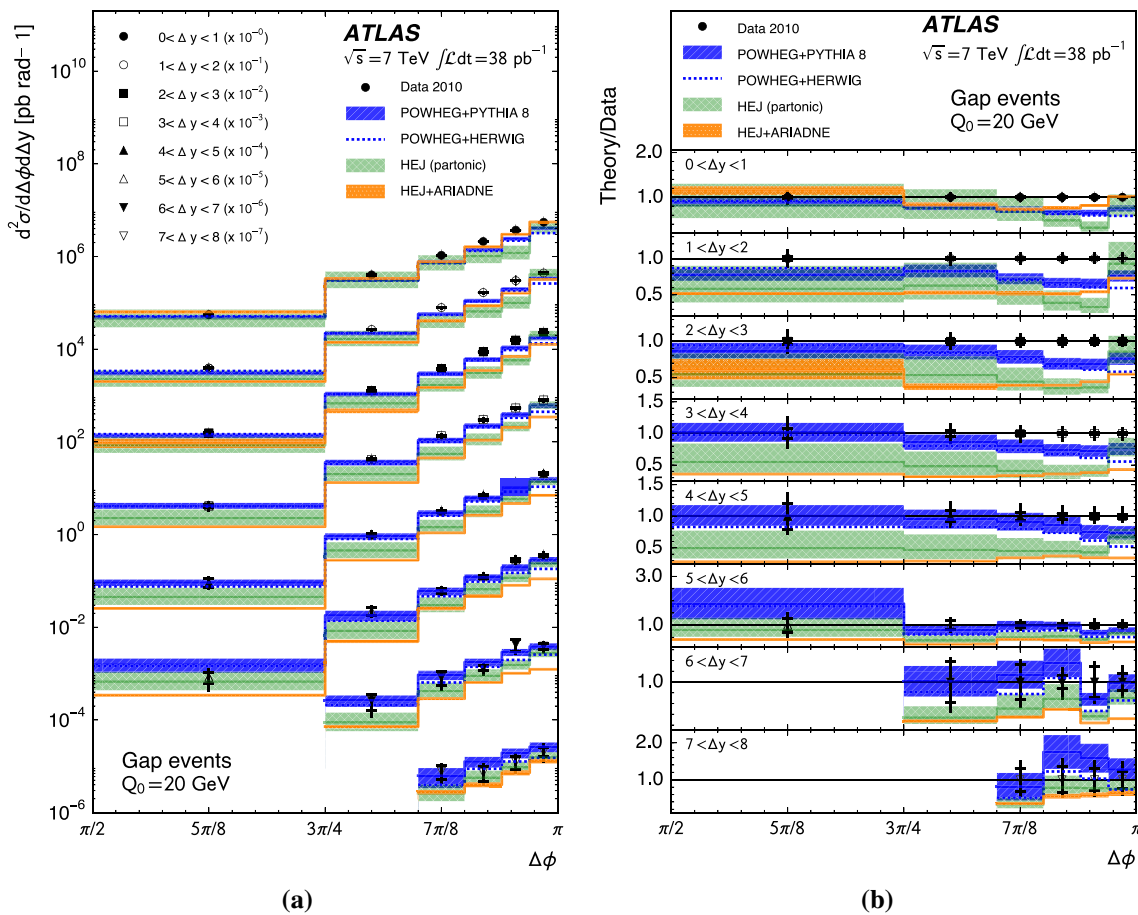 d²σ/dΔφdΔy [pb rad−1]
10¹⁰
10⁸
10⁶
10⁴
10²
10⁰
10⁻²
10⁻⁴
10⁻⁶
0< Δ y < 1 (x 10⁻⁰)
1< Δ y < 2 (x 10⁻¹)
2< Δ y < 3 (x 10⁻²)
3< Δ y < 4 (x 10⁻³)
4< Δ y < 5 (x 10⁻⁴)
5< Δ y < 6 (x 10⁻⁵)
6< Δ y < 7 (x 10⁻⁶)
7< Δ y < 8 (x 10⁻⁷)
ATLAS
√s=7 TeV ∫ℒdt=38 pb⁻¹
Data 2010
POWHEG+PYTHIA 8
POWHEG+HERWIG
HEJ (partonic)
HEJ+ARIADNE
Gap events
Q₀=20 GeV
π/2
5π/8
3π/4
7π/8
π
Δφ
(a)
Theory/Data
Data 2010
POWHEG+PYTHIA 8
POWHEG+HERWIG
HEJ (partonic)
HEJ+ARIADNE
ATLAS
√s=7 TeV ∫ℒdt=38 pb⁻¹
Gap events
Q₀=20 GeV
2.0
0<Δy<1
1.0
1<Δy<2
1.0
0.5
2<Δy<3
1.0
0.5
1.5
3<Δy<4
1.0
0.5
1.5
4<Δy<5
1.0
0.5
3.0
5<Δy<6
1.0
6<Δy<7
1.0
7<Δy<8
2.0
1.0
π/2
5π/8
3π/4
7π/8
π
Δφ
(b)